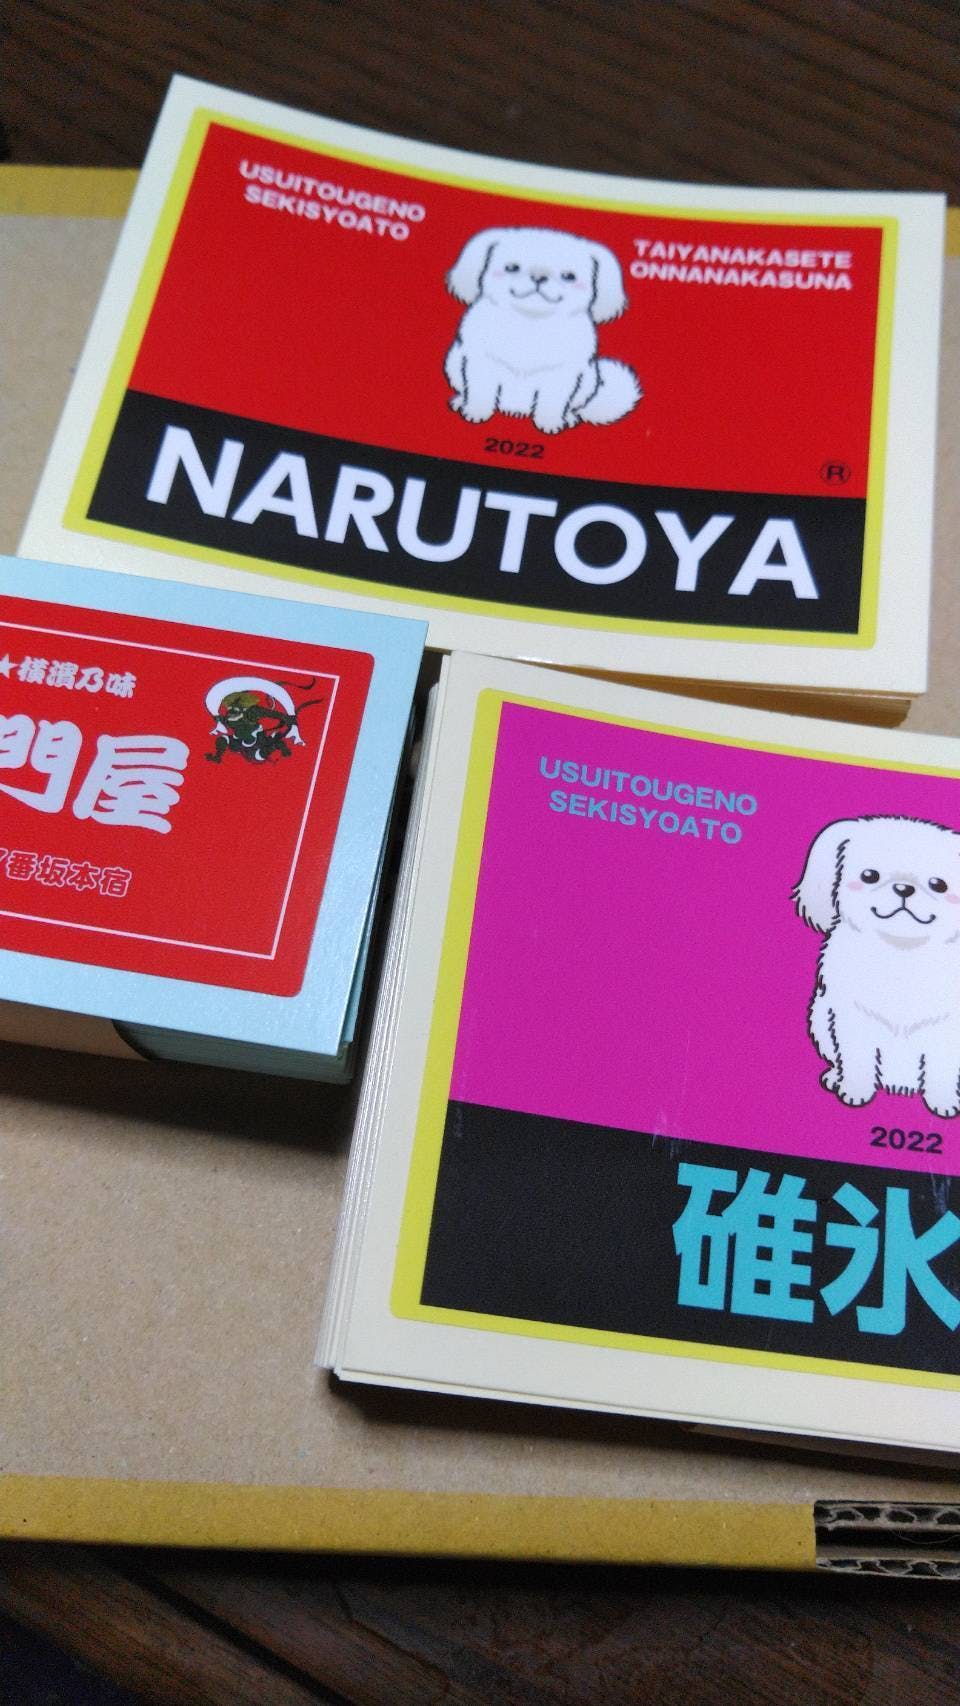 USUITOUGENO
SEKISYOATO
TAIYANAKASETE
ONNANAKASUNA
2022
®
NARUTOYA
★横濱乃味
門屋
番坂本宿
USUITOUGENO
SEKISYOATO
2022
碓氷